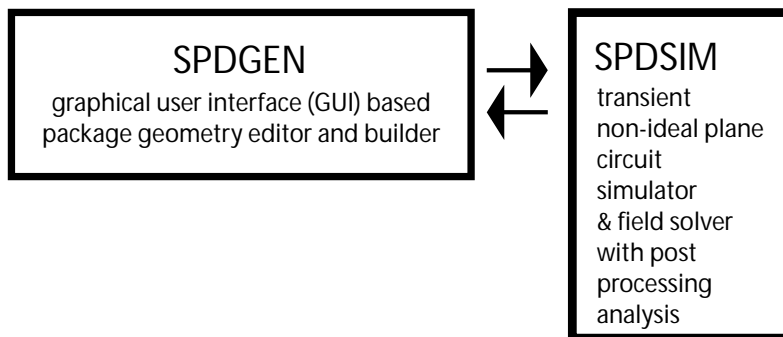 SPDGEN
graphical user interface (GUI) based
package geometry editor and builder
SPDSIM
transient
non-ideal plane
circuit
simulator
& field solver
with post
processing
analysis